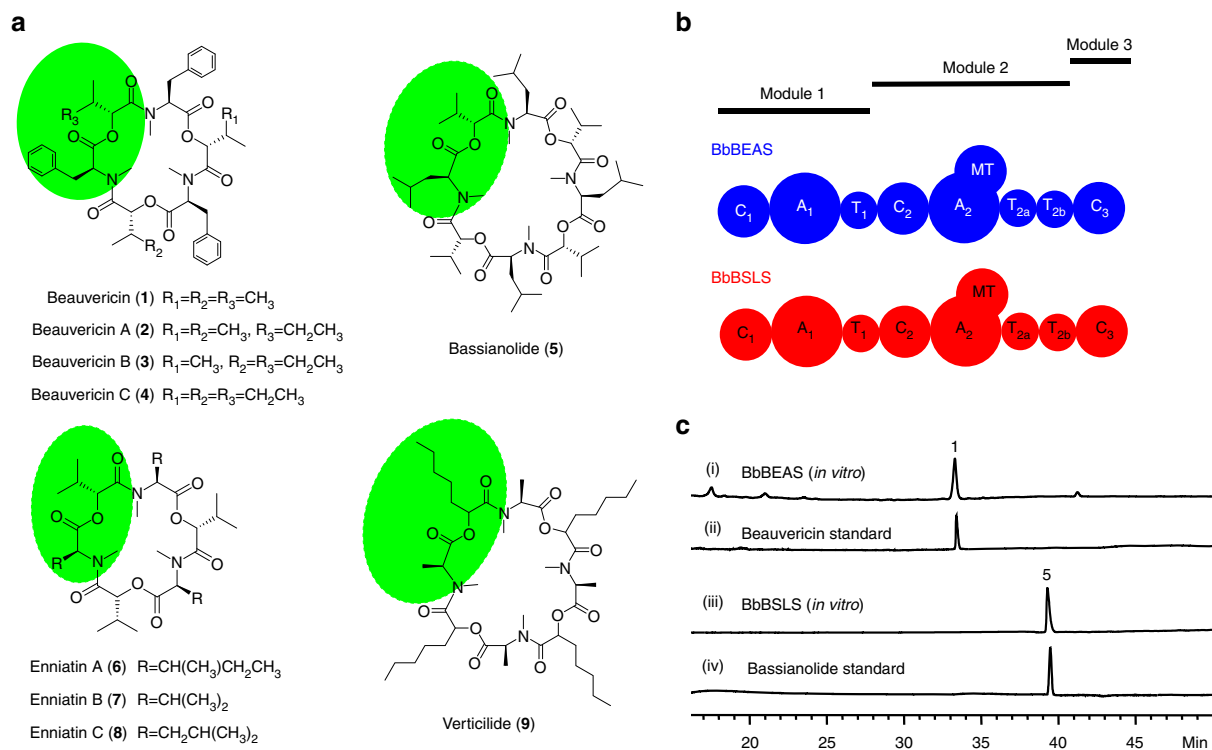 a
R3
O
N
O
O
R1
O
O
N
O
N
O
O
O
O
N
R2
Beauvericin (1) R1=R2=R3=CH3
Beauvericin A (2) R1=R2=CH3, R3=CH2CH3
Beauvericin B (3) R1=CH3, R2=R3=CH2CH3
Beauvericin C (4) R1=R2=R3=CH2CH3
O
N
O
O
O
O
O
N
N
O
O
O
O
O
N
O
Bassianolide (5)
O
R
N
O
O
O
O
R
N
N
O
O
O
O
R
Enniatin A (6) R=CH(CH3)CH2CH3
Enniatin B (7) R=CH(CH3)2
Enniatin C (8) R=CH2CH(CH3)2
O
N
O
O
O
O
O
N
N
O
O
O
O
N
O
O
Verticilide (9)
b
Module 3
Module 2
Module 1
BbBEAS
MT
C1 A1 T1 C2 A2 T2a T2b C3
BbBSLS
MT
C1 A1 T1 C2 A2 T2a T2b C3
c
1
(i) BbBEAS (in vitro)
(ii) Beauvericin standard
5
(iii) BbBSLS (in vitro)
(iv) Bassianolide standard
20 25 30 35 40 45 Min